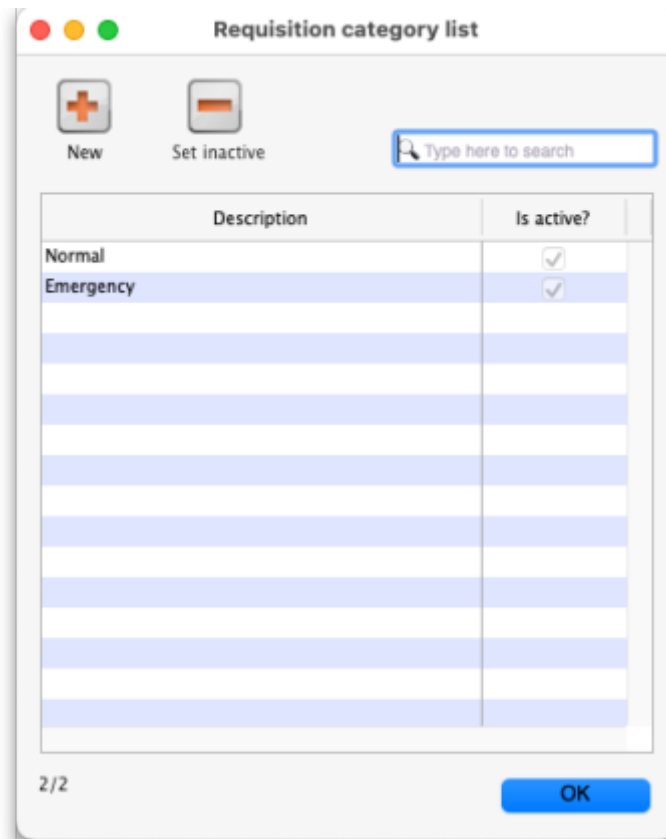 Requisition category list
New Set inactive
Type here to search
Description Is active?
Normal
Emergency
2/2 OK